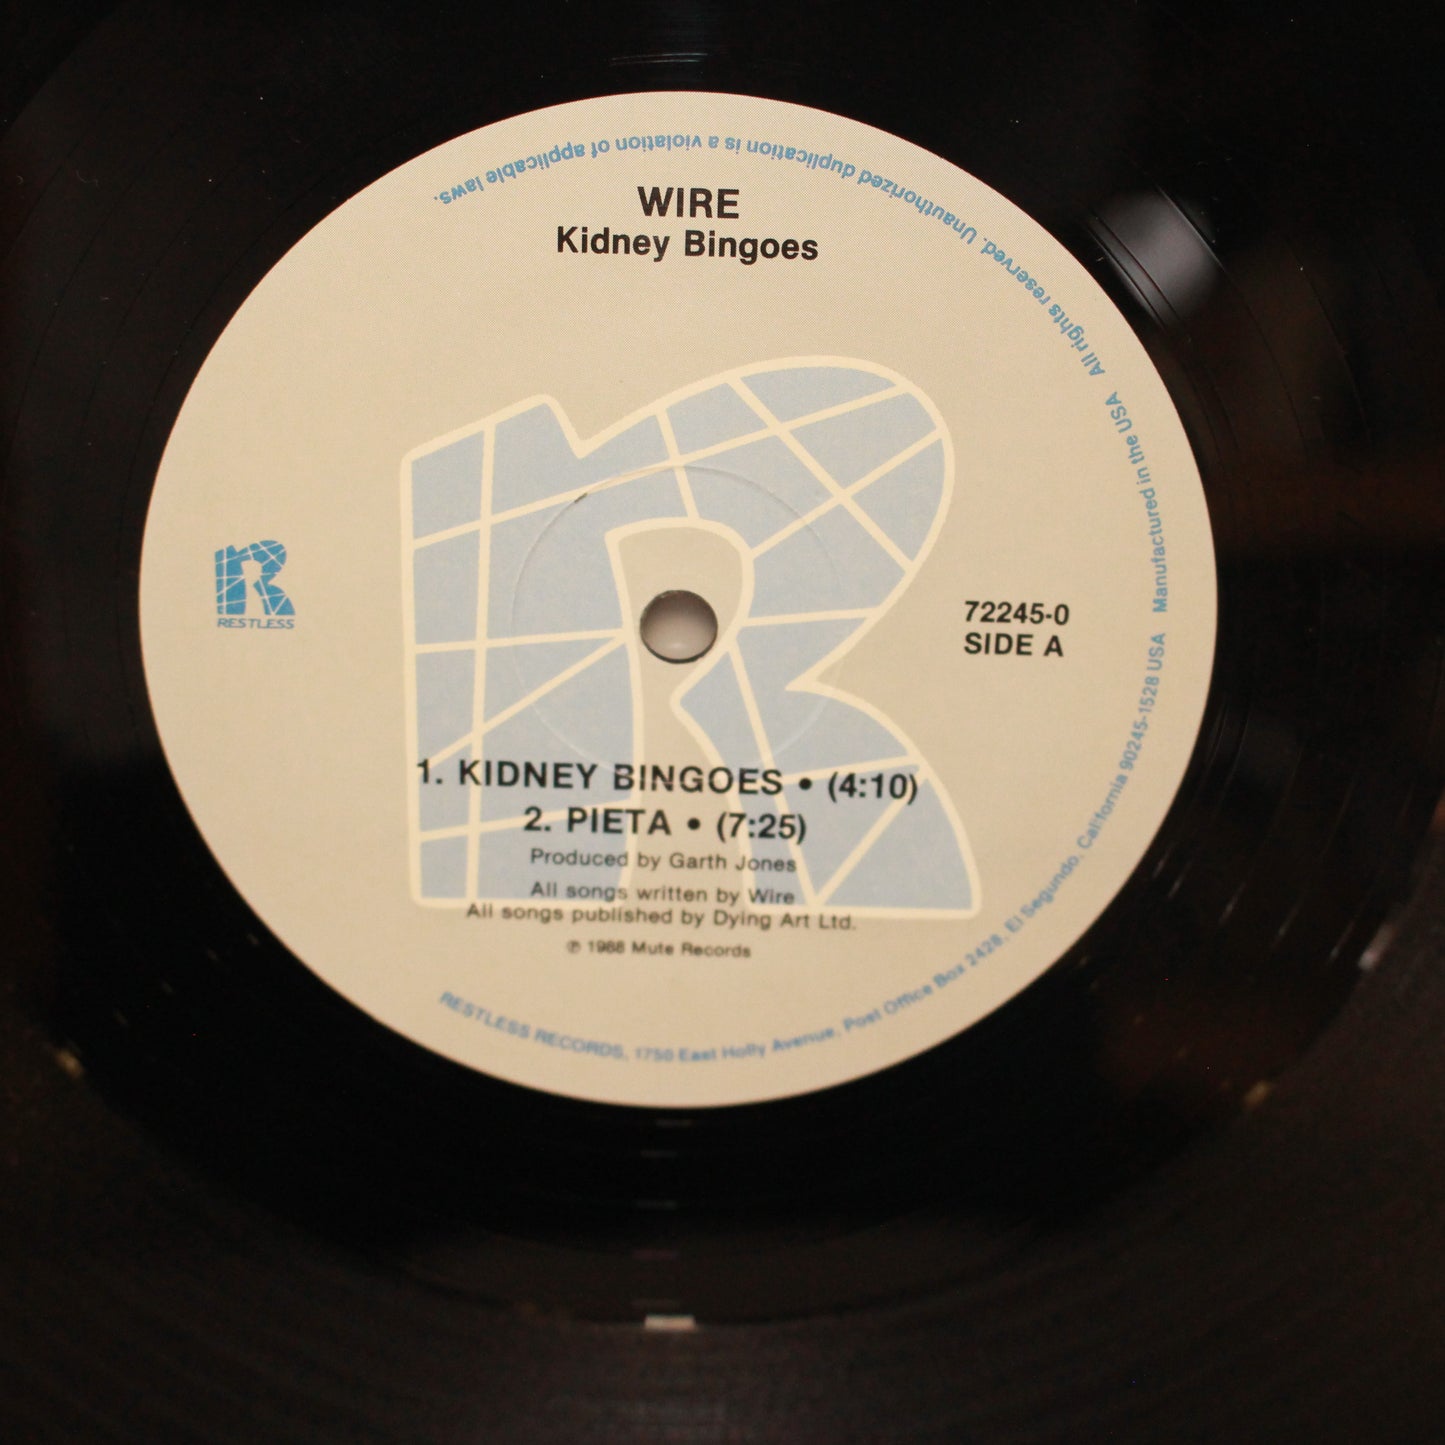 WIRE
Kidney Bingoes
RESTLESS
72245-0
SIDE A
1. KIDNEY BINGOES • (4:10)
2. PIETA • (7:25)
Produced by Garth Jones
All songs written by Wire
All songs published by Dying Art Ltd.
℗ 1988 Mute Records
RESTLESS RECORDS, 1750 East Holly Avenue, Post Office Box 2428, El Segundo, California 90245-1528 USA Manufactured in the USA All rights reserved. Unauthorized duplication is a violation of applicable laws.